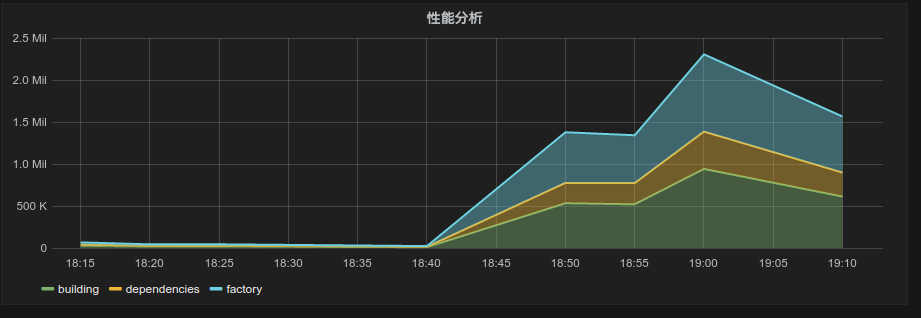 性能分析
2.5 Mil
2.0 Mil
1.5 Mil
1.0 Mil
500 K
0
18:15 18:20 18:25 18:30 18:35 18:40 18:45 18:50 18:55 19:00 19:05 19:10
building dependencies factory